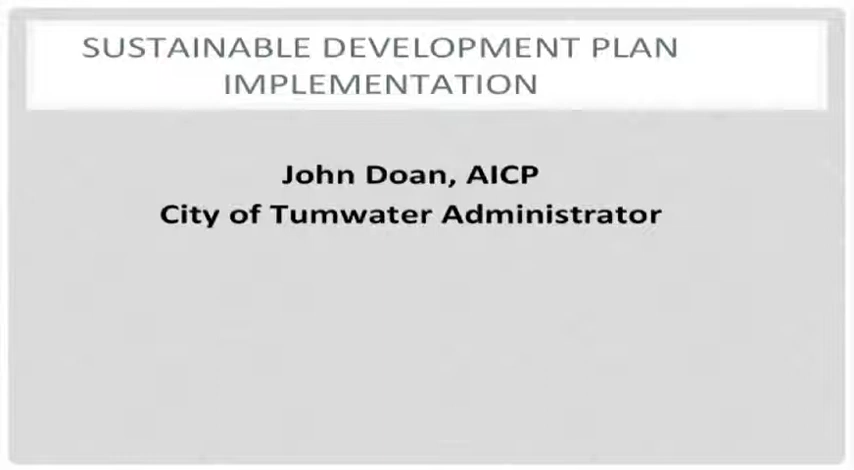 SUSTAINABLE DEVELOPMENT PLAN
IMPLEMENTATION
John Doan, AICP
City of Tumwater Administrator